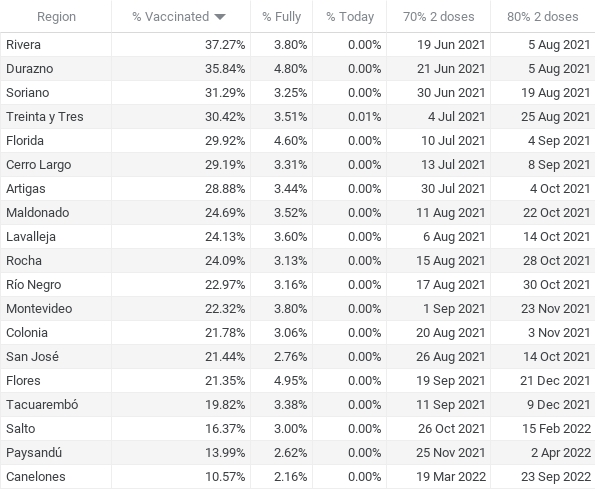 Region % Vaccinated % Fully % Today 70% 2 doses 80% 2 doses
Rivera 37.27% 3.80% 0.00% 19 Jun 2021 5 Aug 2021
Durazno 35.84% 4.80% 0.00% 21 Jun 2021 5 Aug 2021
Soriano 31.29% 3.25% 0.00% 30 Jun 2021 19 Aug 2021
Treinta y Tres 30.42% 3.51% 0.01% 4 Jul 2021 25 Aug 2021
Florida 29.92% 4.60% 0.00% 10 Jul 2021 4 Sep 2021
Cerro Largo 29.19% 3.31% 0.00% 13 Jul 2021 8 Sep 2021
Artigas 28.88% 3.44% 0.00% 30 Jul 2021 4 Oct 2021
Maldonado 24.69% 3.52% 0.00% 11 Aug 2021 22 Oct 2021
Lavalleja 24.13% 3.60% 0.00% 6 Aug 2021 14 Oct 2021
Rocha 24.09% 3.13% 0.00% 15 Aug 2021 28 Oct 2021
Río Negro 22.97% 3.16% 0.00% 17 Aug 2021 30 Oct 2021
Montevideo 22.32% 3.80% 0.00% 1 Sep 2021 23 Nov 2021
Colonia 21.78% 3.06% 0.00% 20 Aug 2021 3 Nov 2021
San José 21.44% 2.76% 0.00% 26 Aug 2021 14 Oct 2021
Flores 21.35% 4.95% 0.00% 19 Sep 2021 21 Dec 2021
Tacuarembó 19.82% 3.38% 0.00% 11 Sep 2021 9 Dec 2021
Salto 16.37% 3.00% 0.00% 26 Oct 2021 15 Feb 2022
Paysandú 13.99% 2.62% 0.00% 25 Nov 2021 2 Apr 2022
Canelones 10.57% 2.16% 0.00% 19 Mar 2022 23 Sep 2022